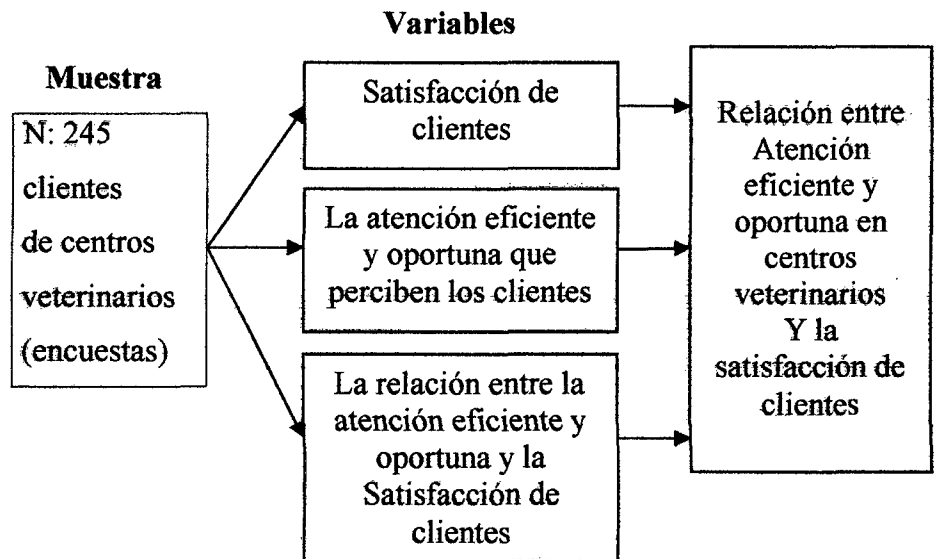 Variables
Muestra
N: 245
clientes
de centros
veterinarios
(encuestas)
Satisfacción de
clientes
La atención eficiente
y oportuna que
perciben los clientes
La relación entre la
atención eficiente y
oportuna y la
Satisfacción de
clientes
Relación entre
Atención
eficiente y
oportuna en
centros
veterinarios
Y la
satisfacción de
clientes